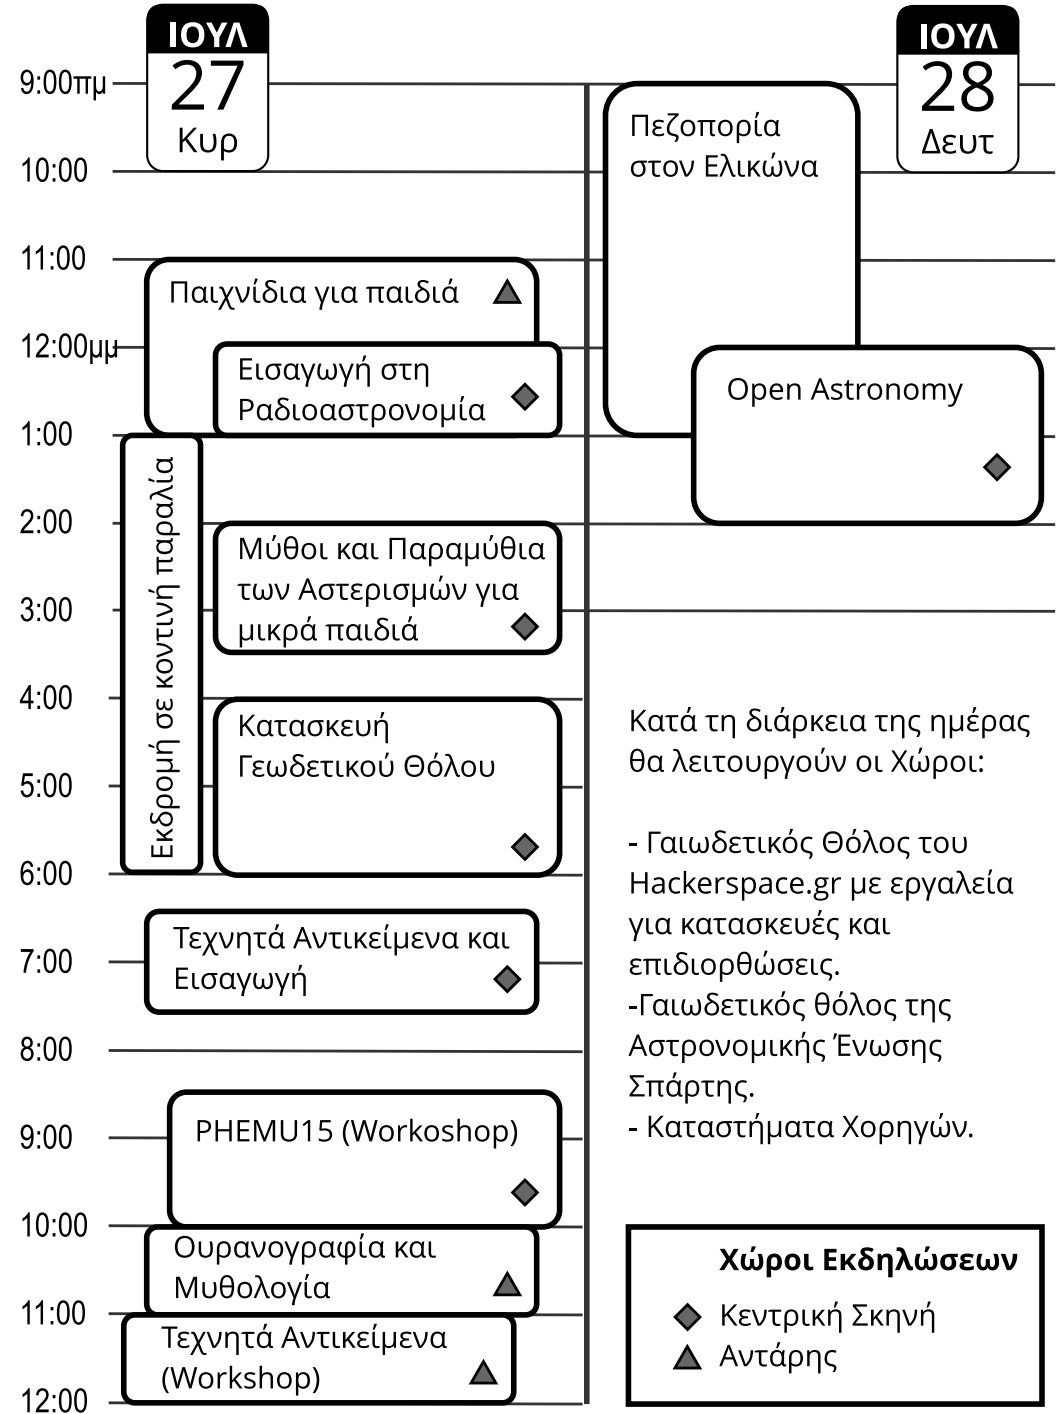 ΙΟΥΛ
27
Κυρ
ΙΟΥΛ
28
Δευτ
9:00πμ
10:00
11:00
12:00μμ
1:00
2:00
3:00
4:00
5:00
6:00
7:00
8:00
9:00
10:00
11:00
12:00
Παιχνίδια για παιδιά
Εισαγωγή στη
Ραδιοαστρονομία
Εκδρομή σε κοντινή παραλία
Μύθοι και Παραμύθια
των Αστερισμών για
μικρά παιδιά
Κατασκευή
Γεωδετικού Θόλου
Τεχνητά Αντικείμενα και
Εισαγωγή
PHEMU15 (Workoshop)
Ουρανογραφία και
Μυθολογία
Τεχνητά Αντικείμενα
(Workshop)
Πεζοπορία
στον Ελικώνα
Open Astronomy
Κατά τη διάρκεια της ημέρας
θα λειτουργούν οι Χώροι:
- Γαιωδετικός Θόλος του
Hackerspace.gr με εργαλεία
για κατασκευές και
επιδιορθώσεις.
-Γαιωδετικός θόλος της
Αστρονομικής Ένωσης
Σπάρτης.
- Καταστήματα Χορηγών.
Χώροι Εκδηλώσεων
Κεντρική Σκηνή
Αντάρης